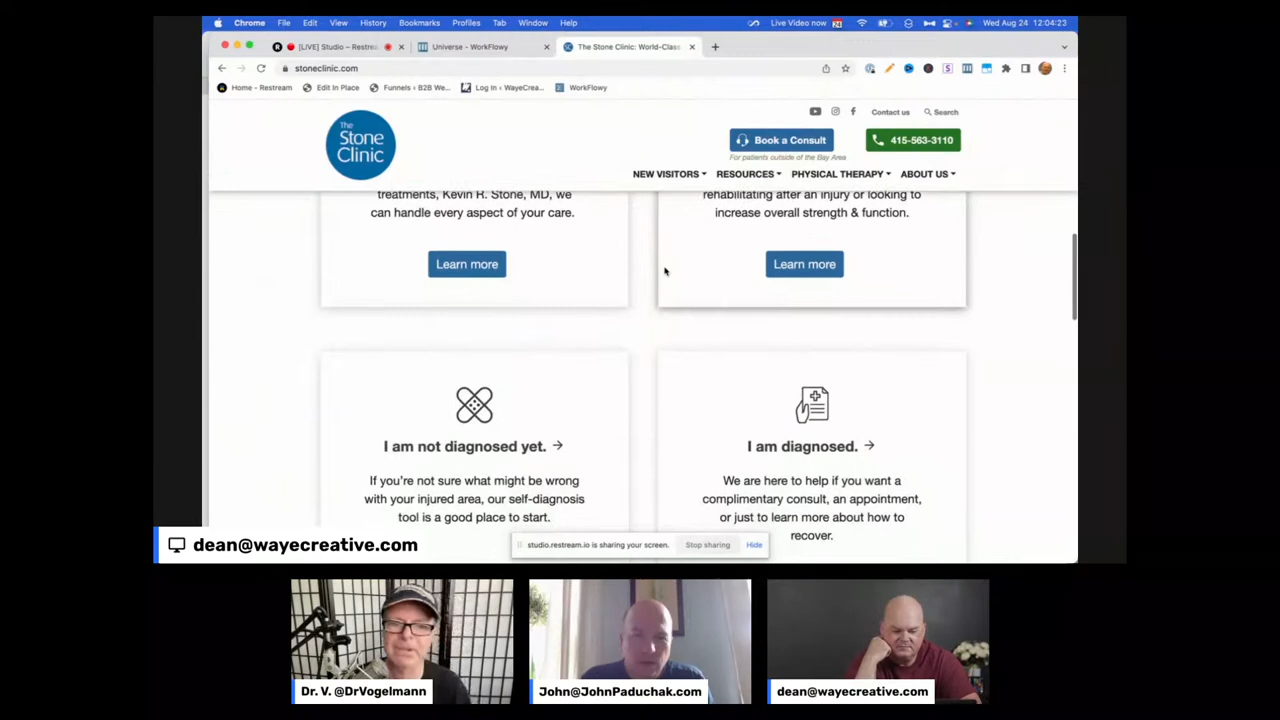 Chrome File Edit View History Bookmarks Profiles Tab Window Help Live Video now 24 Wed Aug 24 12:04:23
[LIVE] Studio – Restrea Universe - WorkFlowy The Stone Clinic: World-Class
stoneclinic.com
Home - Restream Edit In Place Funnels ‹ B2B We... Log In ‹ WayeCrea... WorkFlowy
Contact us Search
The Stone Clinic
Book a Consult 415-563-3110
For patients outside of the Bay Area
NEW VISITORS RESOURCES PHYSICAL THERAPY ABOUT US
treatments, Kevin R. Stone, MD, we
can handle every aspect of your care.
Learn more
rehabilitating after an injury or looking to
increase overall strength & function.
Learn more
I am not diagnosed yet. →
If you're not sure what might be wrong
with your injured area, our self-diagnosis
tool is a good place to start.
I am diagnosed. →
We are here to help if you want a
complimentary consult, an appointment,
or just to learn more about how to
recover.
studio.restream.io is sharing your screen. Stop sharing Hide
dean@wayecreative.com
Dr. V. @DrVogelmann
John@JohnPaduchak.com
dean@wayecreative.com